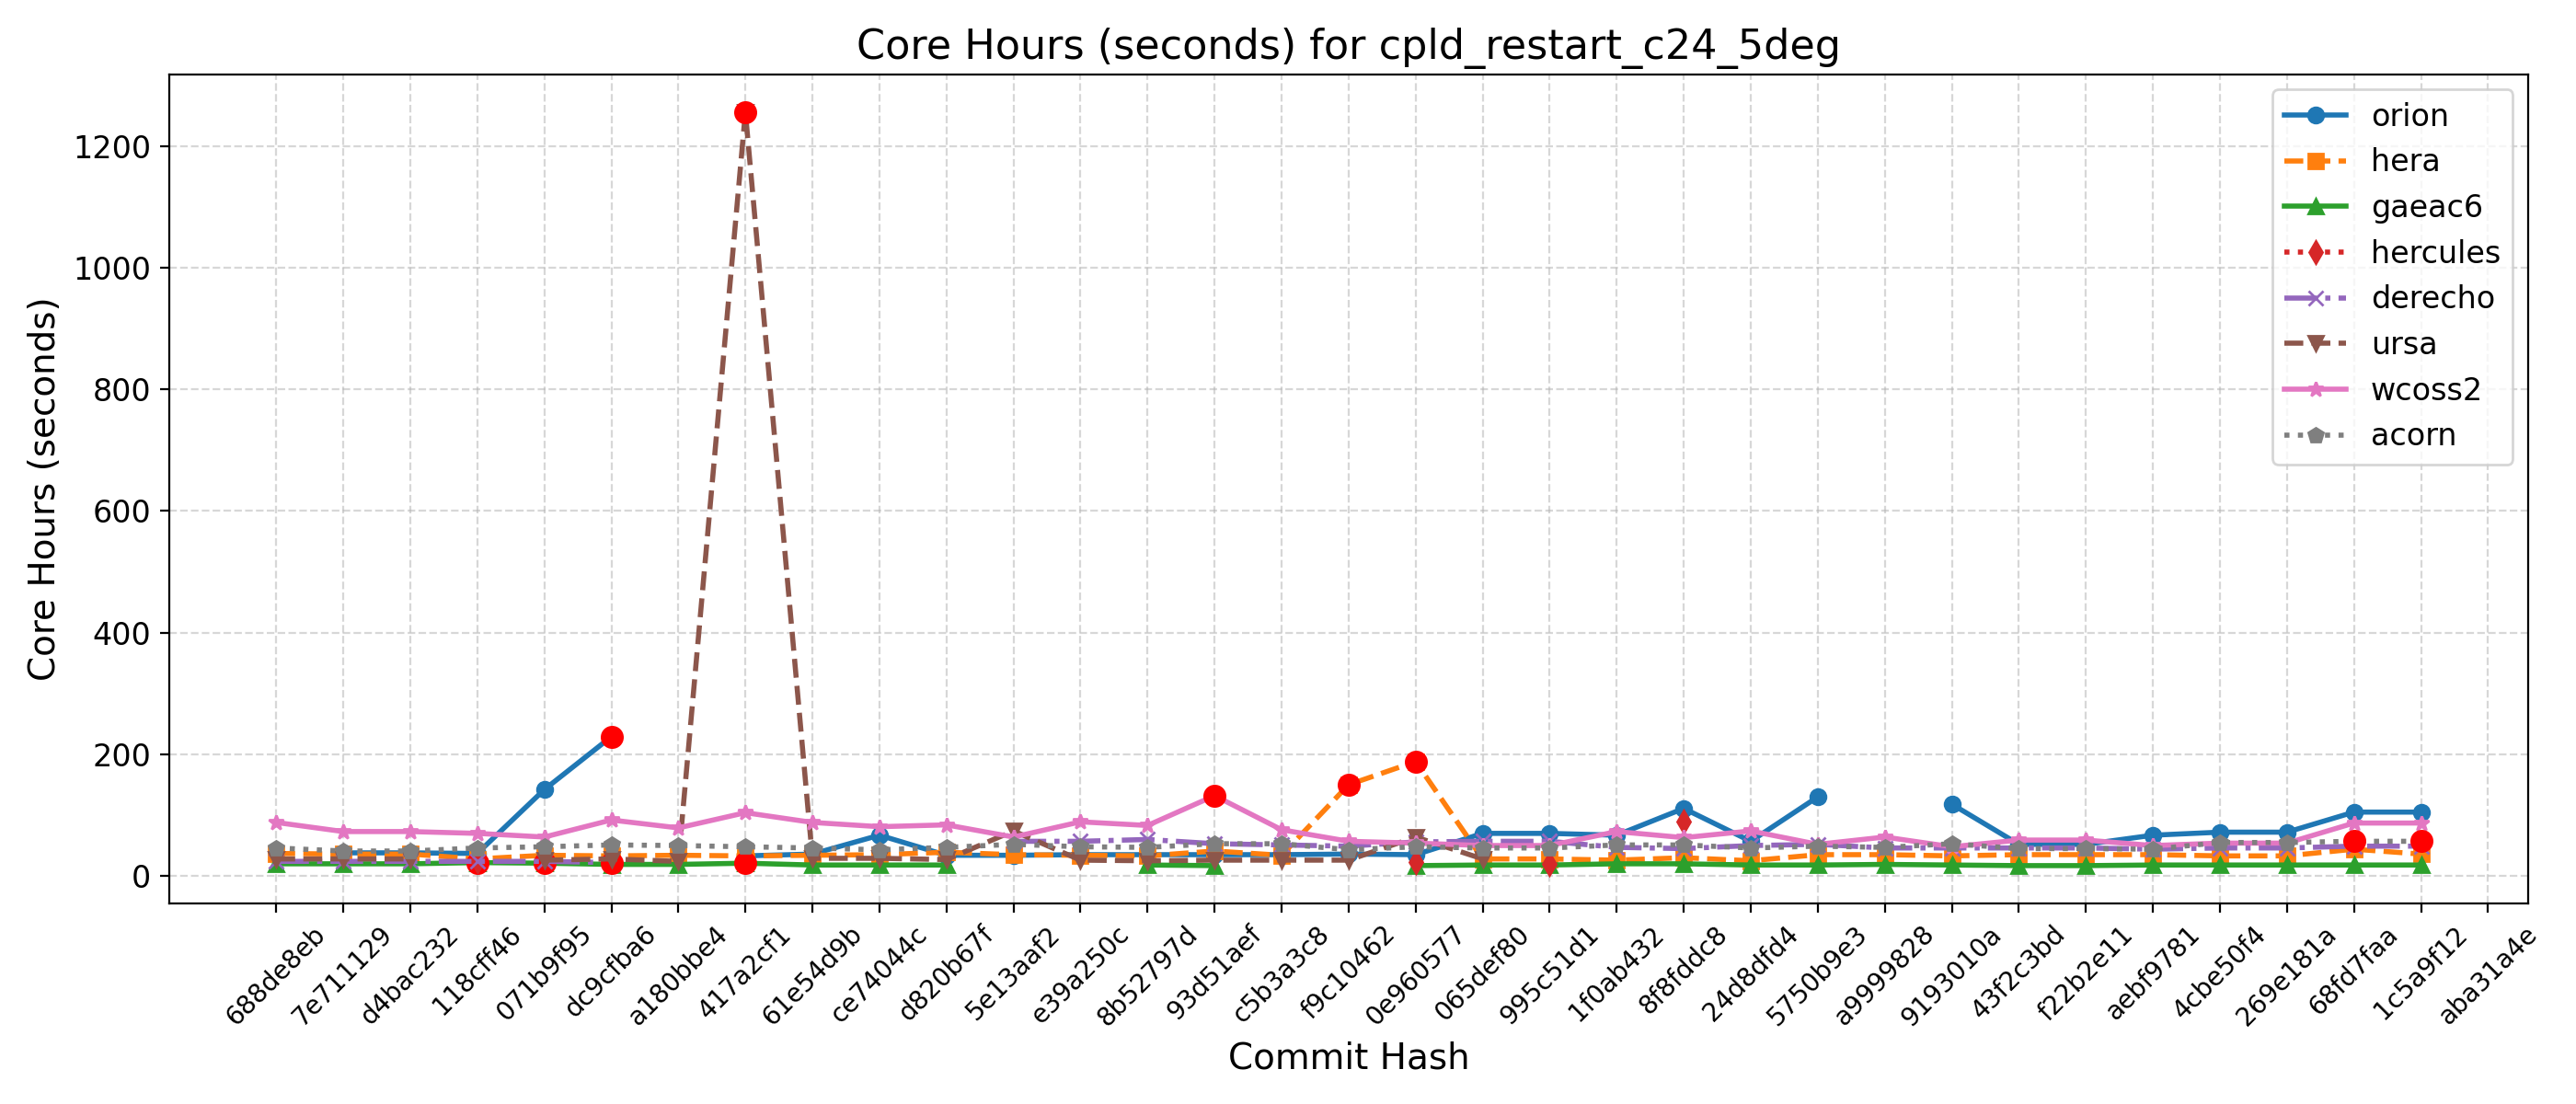 Core Hours (seconds) for cpld_restart_c24_5deg
Core Hours (seconds)
1200
1000
800
600
400
200
0
orion
hera
gaeac6
hercules
derecho
ursa
wcoss2
acorn
688de8eb
7e711129
d4bac232
118cff46
071b9f95
dc9cfba6
a180bbe4
417a2cf1
61e54d9b
ce74044c
d820b67f
5e13aaf2
e39a250c
8b52797d
93d51aef
c5b3a3c8
f9c10462
0e960577
065def80
995c51d1
1f0ab432
8f8fddc8
24d8dfd4
5750b9e3
a9999828
9193010a
43f2c3bd
f22b2e11
aebf9781
4cbe50f4
269e181a
68fd7faa
1c5a9f12
aba31a4e
Commit Hash